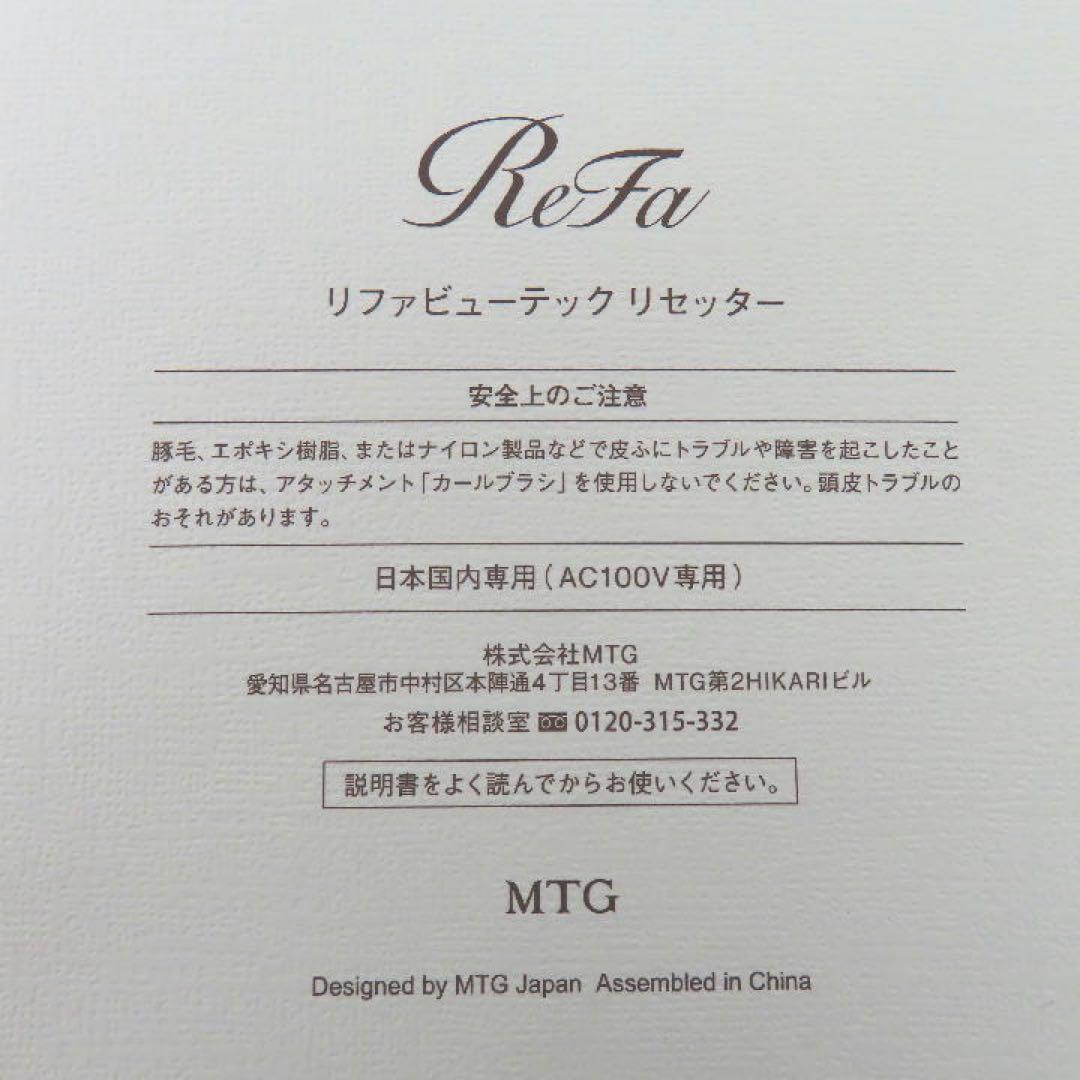 ReFa
リファビューテック リセッター
安全上のご注意
豚毛、エポキシ樹脂、またはナイロン製品などで皮ふにトラブルや障害を起こしたこと
がある方は、アタッチメント「カールブラシ」を使用しないでください。頭皮トラブルの
おそれがあります。
日本国内専用(AC100V専用)
株式会社MTG
愛知県名古屋市中村区本陣通4丁目13番 MTG第2HIKARIビル
お客様相談室 0120-315-332
説明書をよく読んでからお使いください。
MTG
Designed by MTG Japan Assembled in China